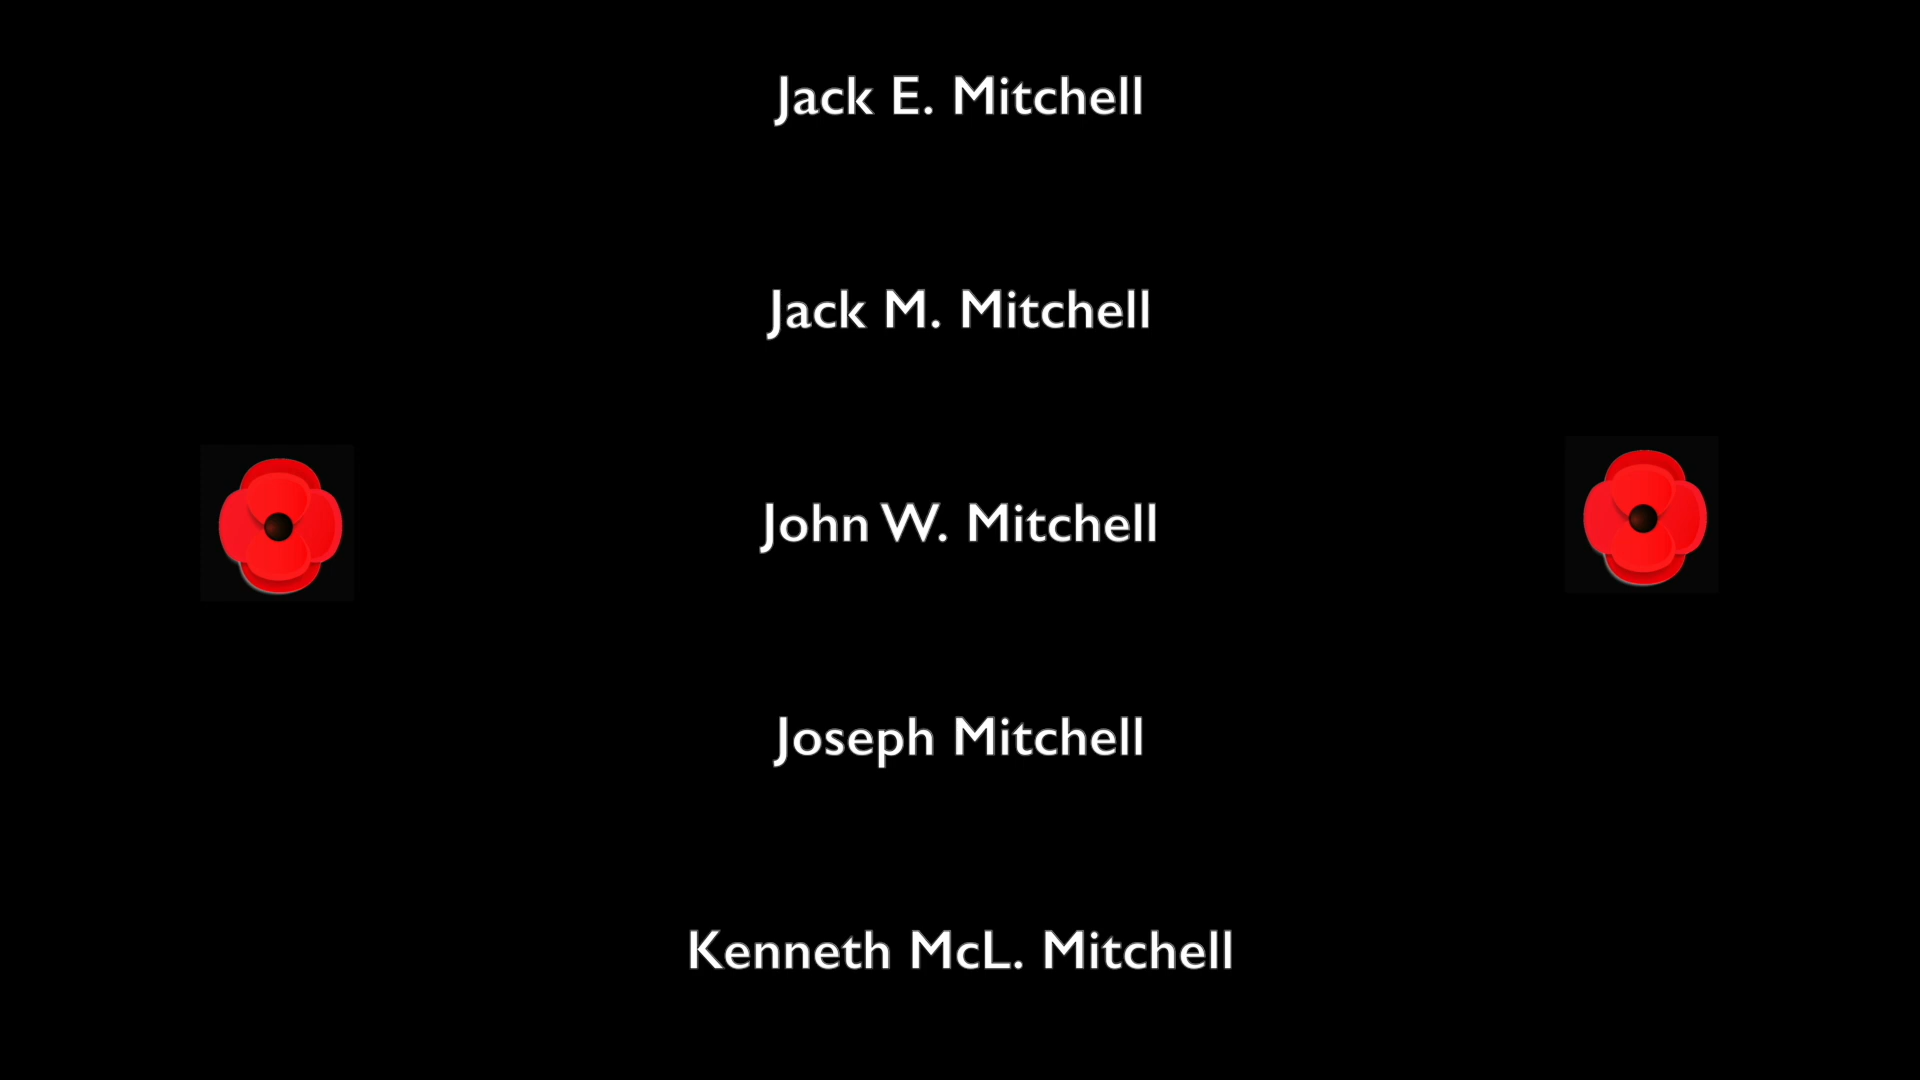 Jack E. Mitchell
Jack M. Mitchell
John W. Mitchell
Joseph Mitchell
Kenneth McL. Mitchell